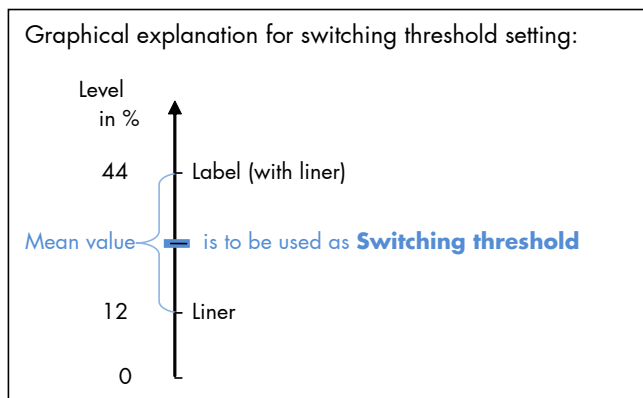 Graphical explanation for switching threshold setting:
Level
in %
44 Label (with liner)
Mean value is to be used as Switching threshold
12 Liner
0